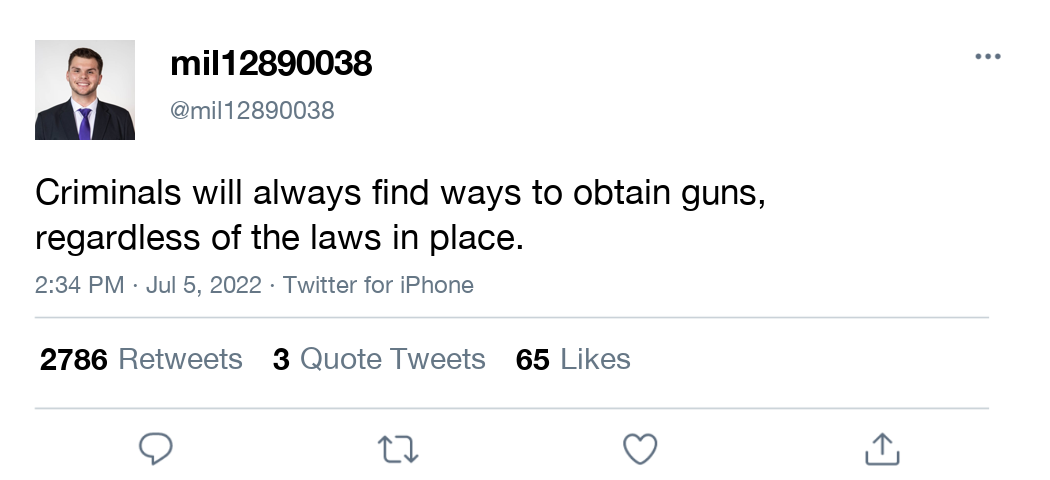 mil12890038
@mil12890038
Criminals will always find ways to obtain guns,
regardless of the laws in place.
2:34 PM · Jul 5, 2022 · Twitter for iPhone
2786 Retweets 3 Quote Tweets 65 Likes